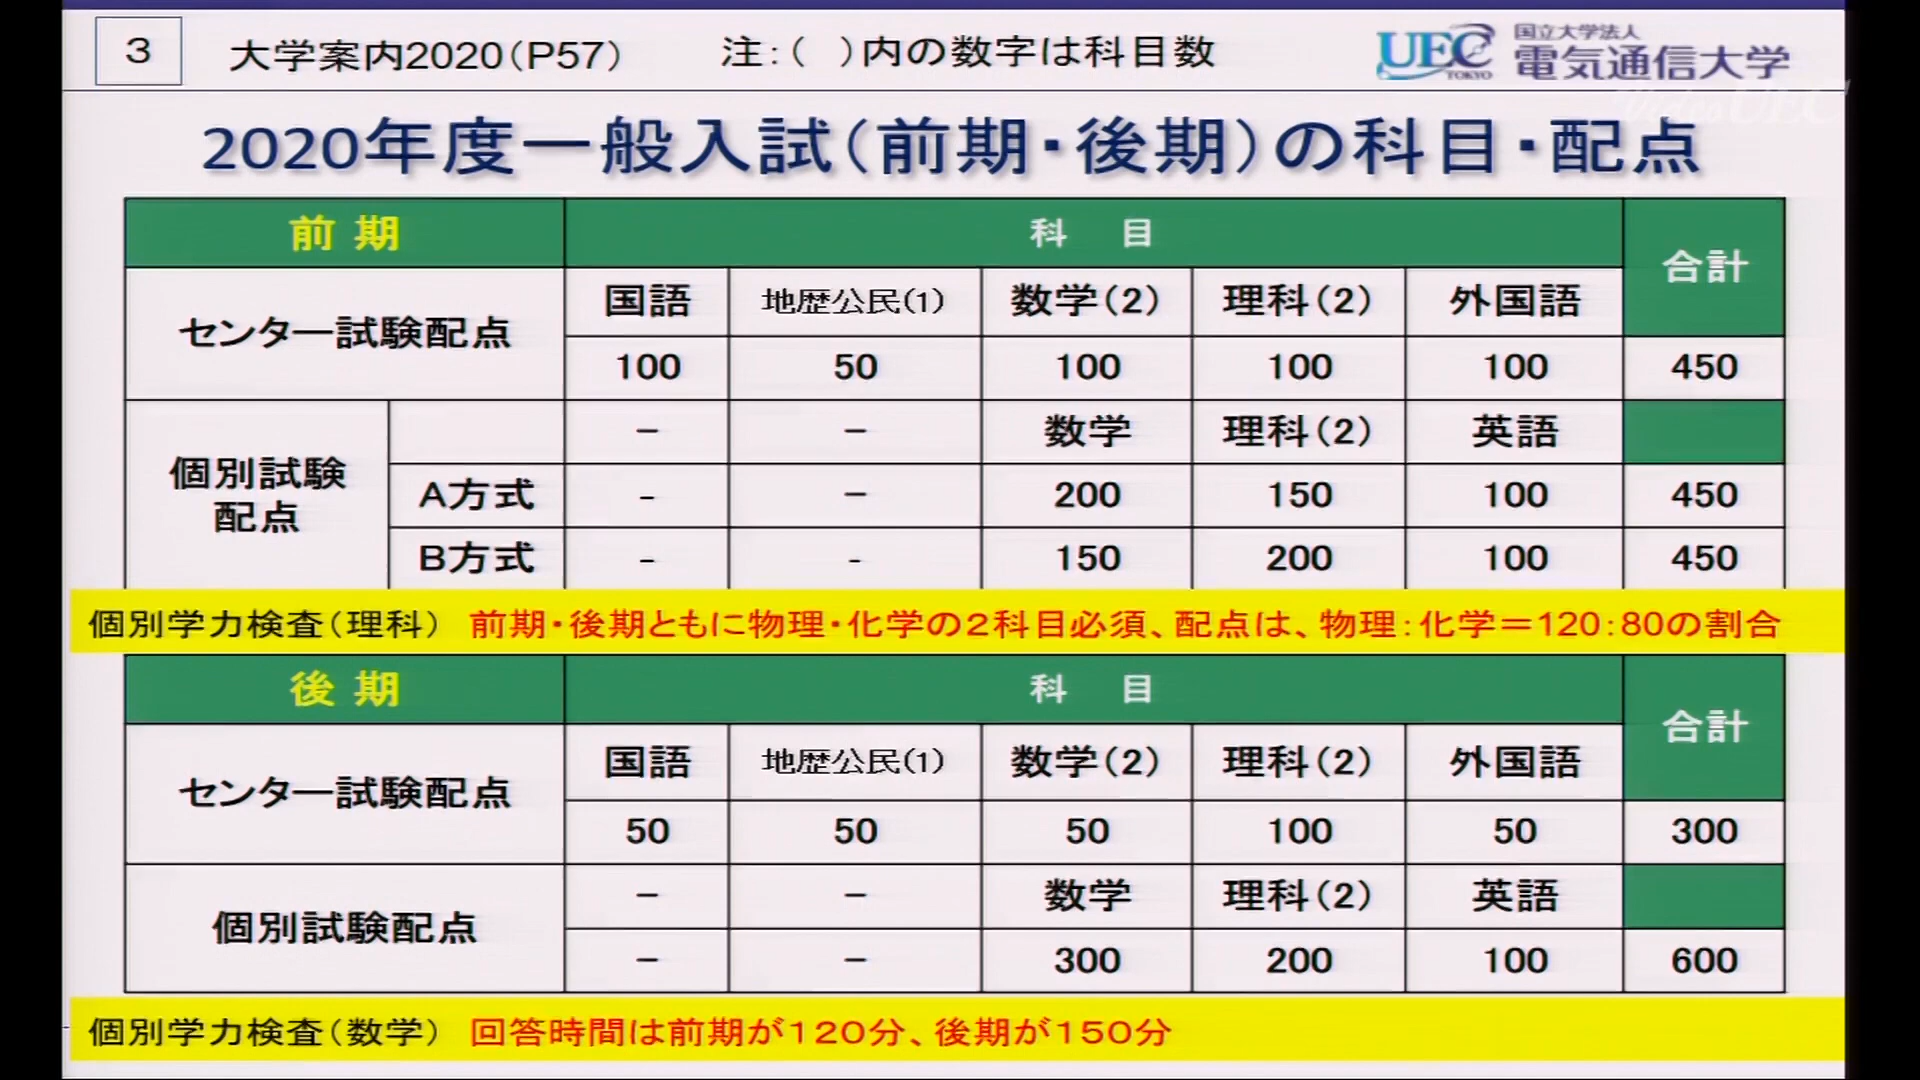 3
大学案内2020(P57)
注:( )内の数字は科目数
UEC TOKYO
国立大学法人
電気通信大学
Video UEC
2020年度一般入試(前期・後期)の科目・配点
前期 科目 合計
センター試験配点 国語 地歴公民(1) 数学(2) 理科(2) 外国語
100 50 100 100 100 450
個別試験配点 − − 数学 理科(2) 英語
A方式 - − 200 150 100 450
B方式 - - 150 200 100 450
個別学力検査(理科) 前期・後期ともに物理・化学の2科目必須、配点は、物理:化学=120:80の割合
後期 科目 合計
センター試験配点 国語 地歴公民(1) 数学(2) 理科(2) 外国語
50 50 50 100 50 300
個別試験配点 − − 数学 理科(2) 英語
− − 300 200 100 600
個別学力検査(数学) 回答時間は前期が120分、後期が150分